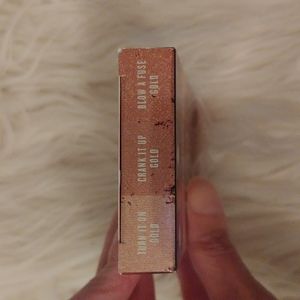 TURN IT ON
GOLD
CRANK IT UP
GOLD
BLOW A FUSE
GOLD